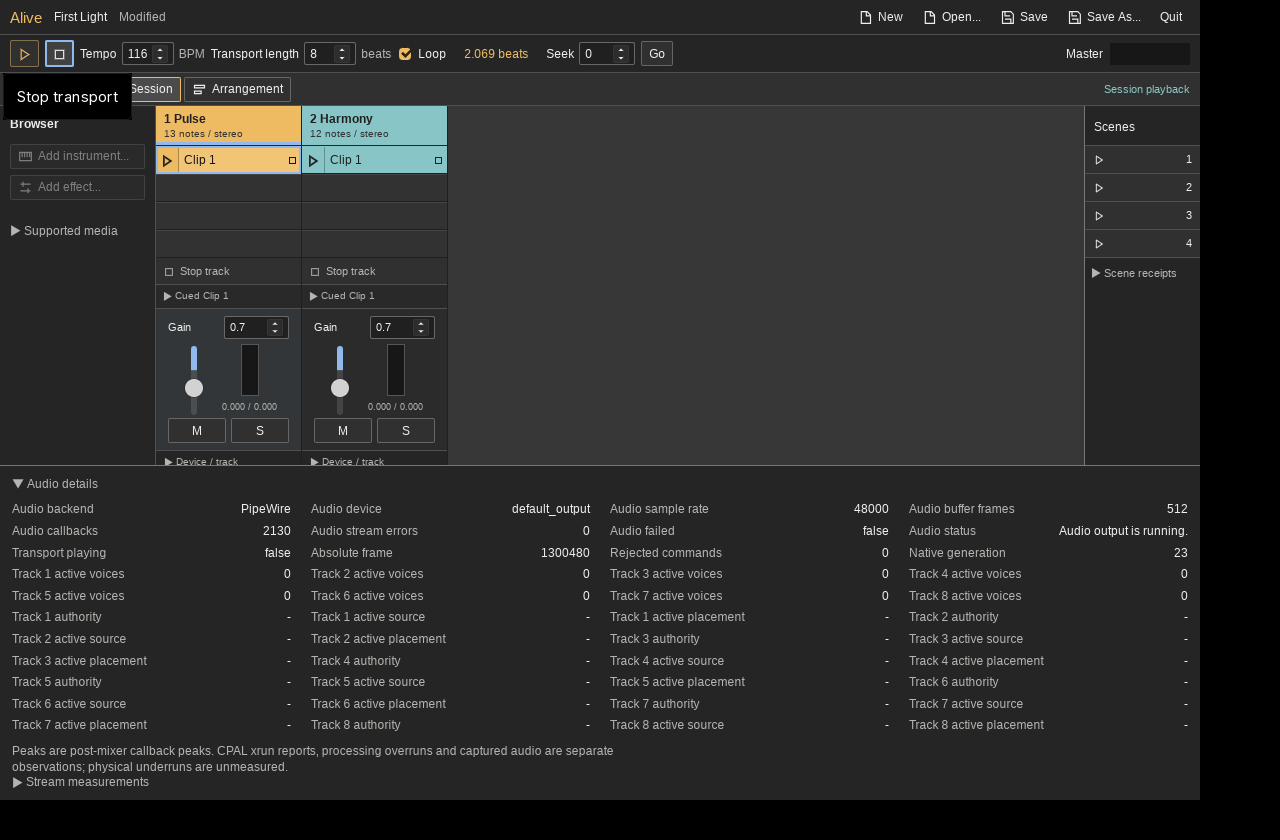 Alive First Light Modified New Open... Save Save As... Quit
Tempo 116 BPM Transport length 8 beats Loop 2.069 beats Seek 0 Go Master
Stop transport
Session Arrangement Session playback
Browser
Add instrument...
Add effect...
Supported media
1 Pulse
13 notes / stereo
Clip 1
Stop track
Cued Clip 1
Gain 0.7
0.000 / 0.000
M S
Device / track
2 Harmony
12 notes / stereo
Clip 1
Stop track
Cued Clip 1
Gain 0.7
0.000 / 0.000
M S
Device / track
Scenes
1
2
3
4
Scene receipts
Audio details
Audio backend PipeWire Audio device default_output Audio sample rate 48000 Audio buffer frames 512
Audio callbacks 2130 Audio stream errors 0 Audio failed false Audio status Audio output is running.
Transport playing false Absolute frame 1300480 Rejected commands 0 Native generation 23
Track 1 active voices 0 Track 2 active voices 0 Track 3 active voices 0 Track 4 active voices 0
Track 5 active voices 0 Track 6 active voices 0 Track 7 active voices 0 Track 8 active voices 0
Track 1 authority - Track 1 active source - Track 1 active placement - Track 2 authority -
Track 2 active source - Track 2 active placement - Track 3 authority - Track 3 active source -
Track 3 active placement - Track 4 authority - Track 4 active source - Track 4 active placement -
Track 5 authority - Track 5 active source - Track 5 active placement - Track 6 authority -
Track 6 active source - Track 6 active placement - Track 7 authority - Track 7 active source -
Track 7 active placement - Track 8 authority - Track 8 active source - Track 8 active placement -
Peaks are post-mixer callback peaks. CPAL xrun reports, processing overruns and captured audio are separate
observations; physical underruns are unmeasured.
Stream measurements